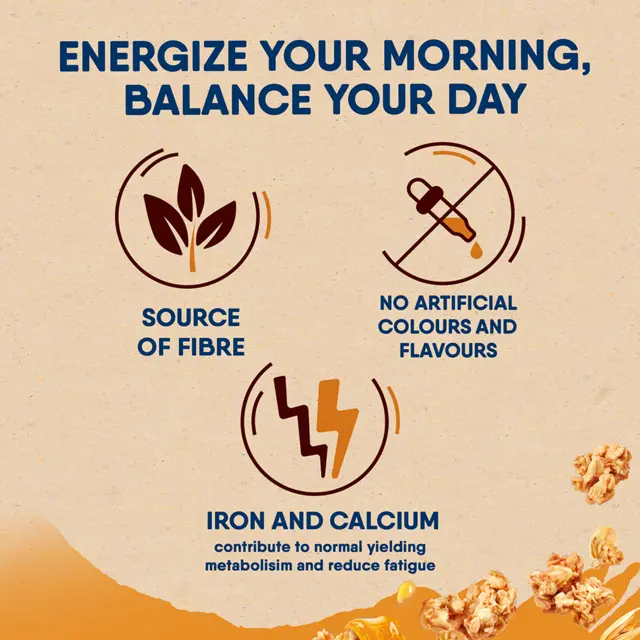 ENERGIZE YOUR MORNING,
BALANCE YOUR DAY
SOURCE
OF FIBRE
NO ARTIFICIAL
COLOURS AND
FLAVOURS
IRON AND CALCIUM
contribute to normal yielding
metabolisim and reduce fatigue